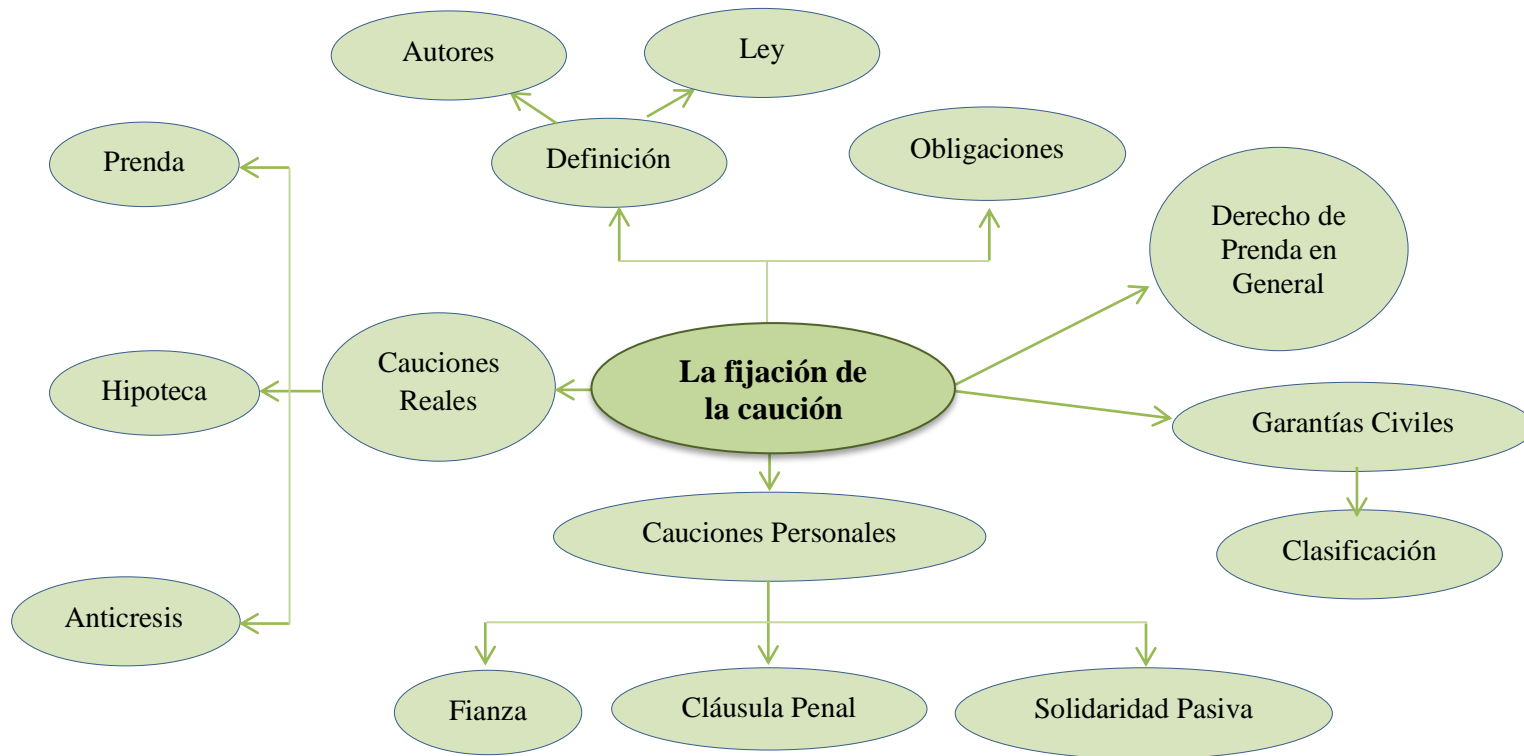 Autores
Ley
Definición
Obligaciones
Prenda
Derecho de
Prenda en
General
Cauciones
Reales
La fijación de
la caución
Hipoteca
Garantías Civiles
Cauciones Personales
Clasificación
Anticresis
Fianza
Cláusula Penal
Solidaridad Pasiva